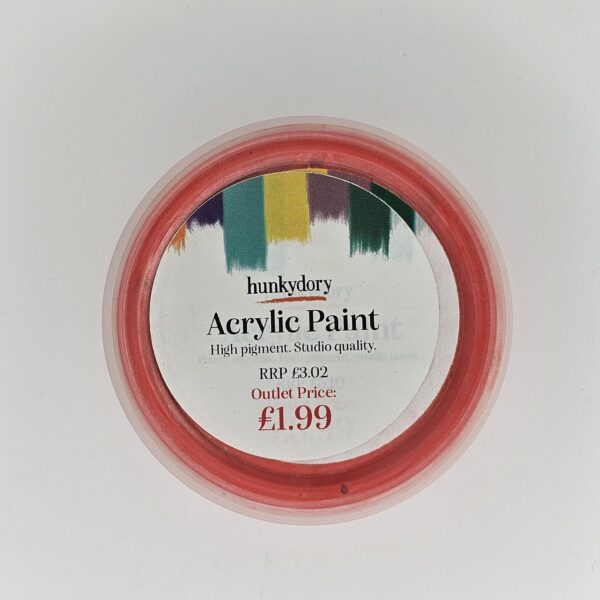 hunkydory
Acrylic Paint
High pigment. Studio quality.
RRP £3.02
Outlet Price:
£1.99